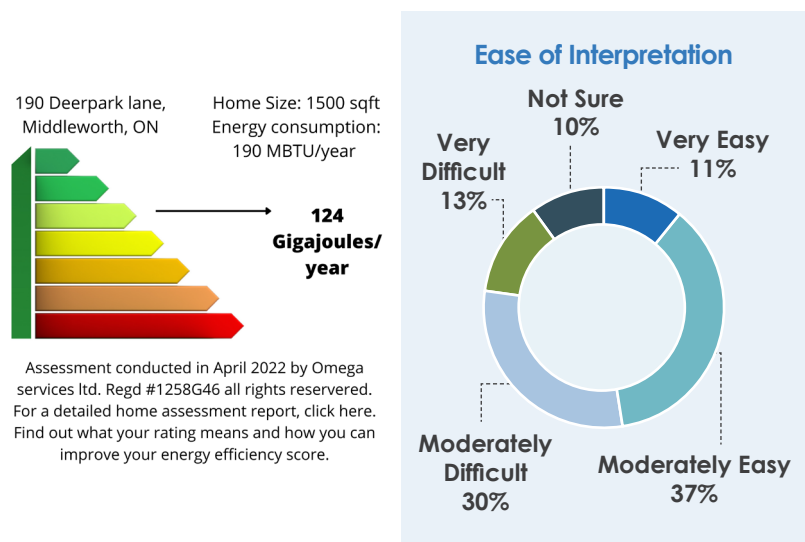 190 Deerpark lane,
Middleworth, ON
Home Size: 1500 sqft
Energy consumption:
190 MBTU/year
124
Gigajoules/
year
Assessment conducted in April 2022 by Omega
services ltd. Regd #1258G46 all rights reservered.
For a detailed home assessment report, click here.
Find out what your rating means and how you can
improve your energy efficiency score.
Ease of Interpretation
Not Sure
10%
Very Easy
11%
Very
Difficult
13%
Moderately
Difficult
30%
Moderately Easy
37%